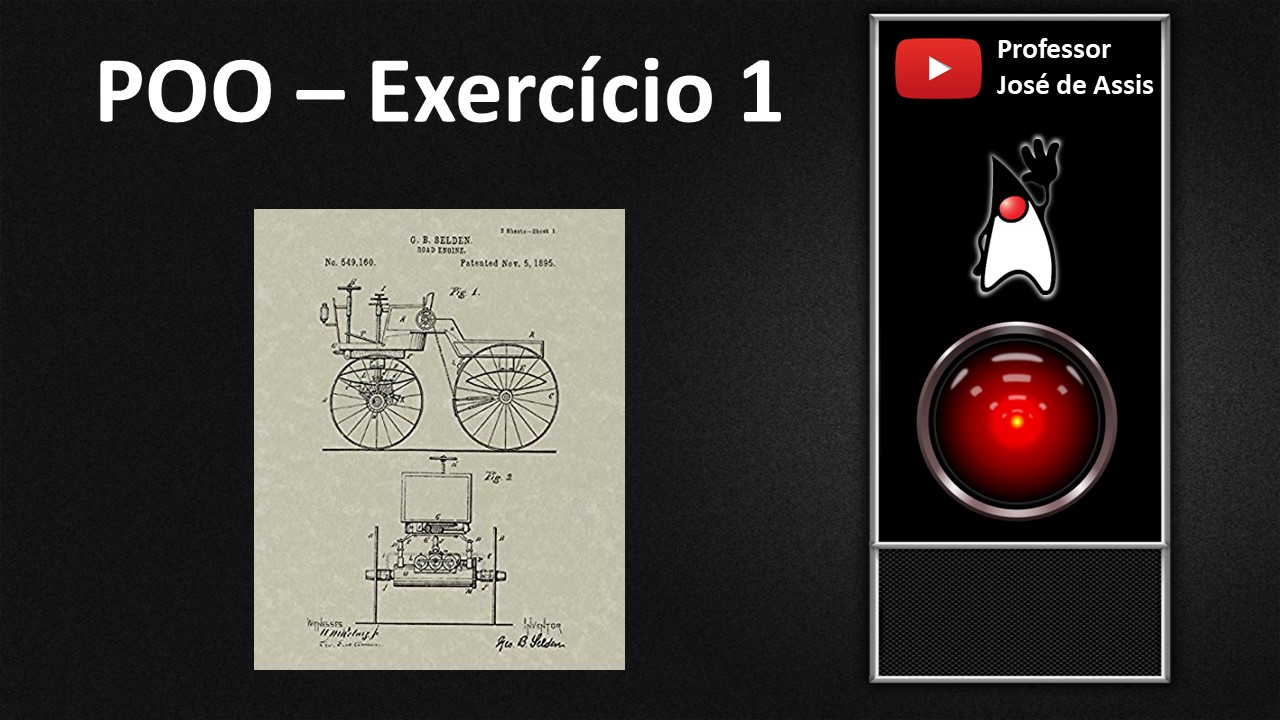 POO – Exercício 1
Professor
José de Assis
2 Sheets—Sheet 1.
G. B. SELDEN.
ROAD ENGINE.
No. 549,160.
Patented Nov. 5, 1895.
Fig. 1.
Fig. 2.
WITNESSES
INVENTOR
Geo. B. Selden